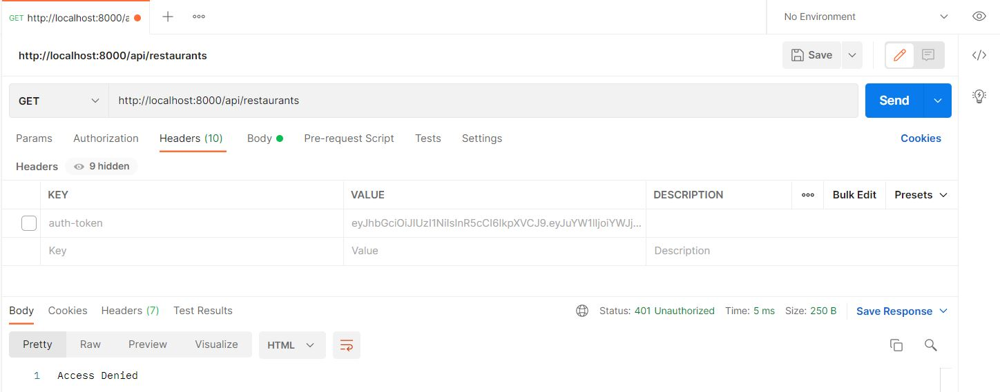 GET http://localhost:8000/a
No Environment
http://localhost:8000/api/restaurants
Save
GET http://localhost:8000/api/restaurants Send
Params Authorization Headers (10) Body Pre-request Script Tests Settings Cookies
Headers 9 hidden
KEY VALUE DESCRIPTION Bulk Edit Presets
auth-token eyJhbGciOiJIUzI1NiIsInR5cCI6IkpXVCJ9.eyJuYW1lIjoiYWJj...
Key Value Description
Body Cookies Headers (7) Test Results Status: 401 Unauthorized Time: 5 ms Size: 250 B Save Response
Pretty Raw Preview Visualize HTML
1 Access Denied